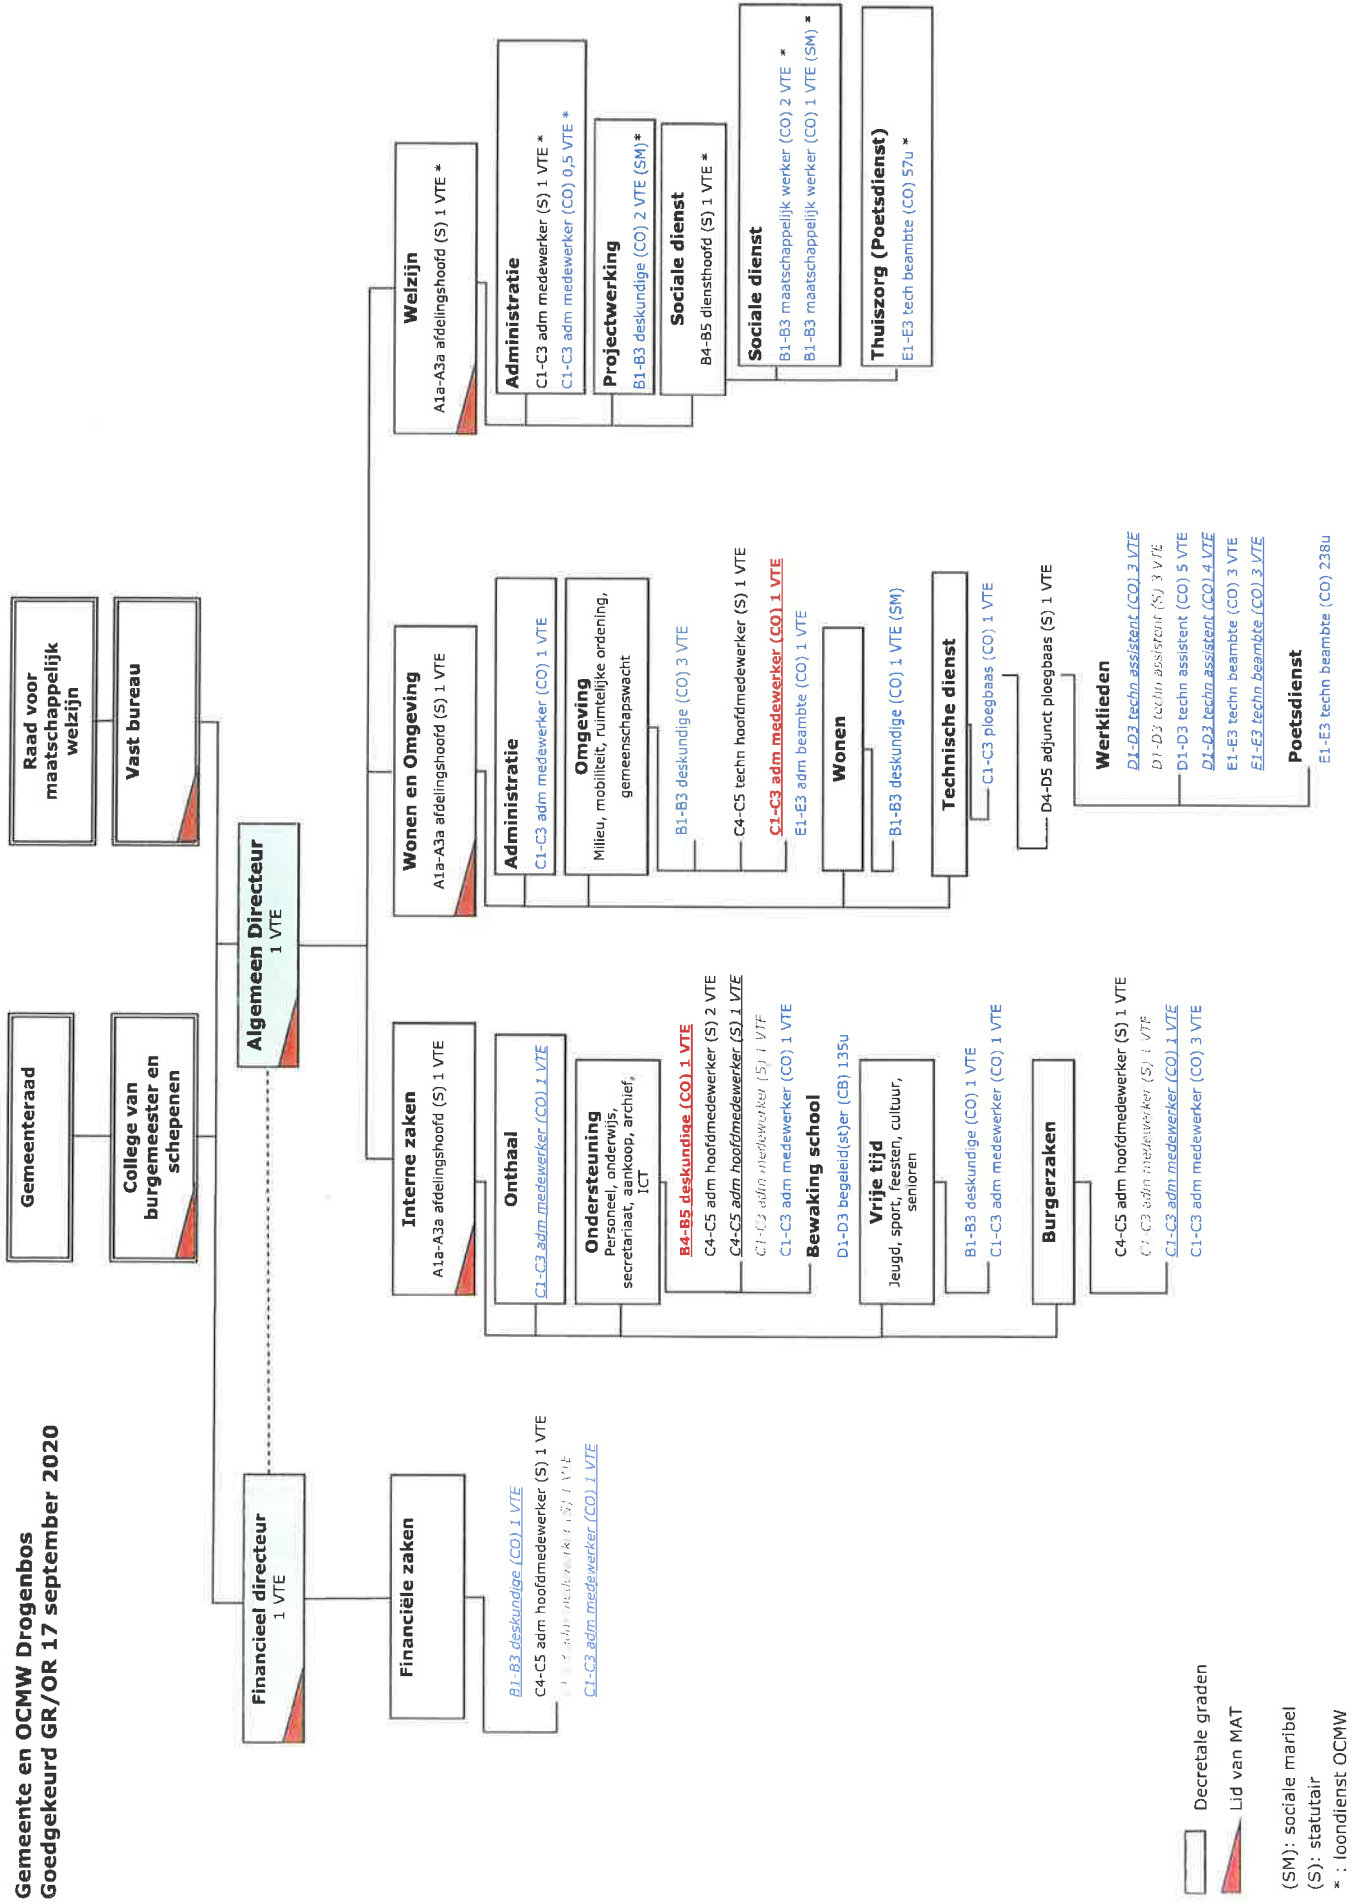 Gemeente en OCMW Drogenbos
Goedgekeurd GR/OR 17 september 2020
Gemeenteraad
College van
burgemeester en
schepenen
Raad voor
maatschappelijk
welzijn
Vast bureau
Financieel directeur
1 VTE
Algemeen Directeur
1 VTE
Financiële zaken
B1-B3 deskundige (CO) 1 VTE
C4-C5 adm hoofdmedewerker (S) 1 VTE
C1-C3 adm medewerker (CO) 1 VTE
Interne zaken
A1a-A3a afdelingshoofd (S) 1 VTE
Onthaal
C1-C3 adm medewerker (CO) 1 VTE
Ondersteuning
Personeel, onderwijs,
secretariaat, aankoop, archief,
ICT
B4-B5 deskundige (CO) 1 VTE
C4-C5 adm hoofdmedewerker (S) 2 VTE
C4-C5 adm hoofdmedewerker (S) 1 VTE
C1-C3 adm medewerker (S) 1 VTE
C1-C3 adm medewerker (CO) 1 VTE
Bewaking school
D1-D3 begeleid(st)er (CB) 135u
Vrije tijd
Jeugd, sport, feesten, cultuur,
senioren
B1-B3 deskundige (CO) 1 VTE
C1-C3 adm medewerker (CO) 1 VTE
Burgerzaken
C4-C5 adm hoofdmedewerker (S) 1 VTE
C1-C3 adm medewerker (S) 1 VTE
C1-C3 adm medewerker (CO) 1 VTE
C1-C3 adm medewerker (CO) 3 VTE
Wonen en Omgeving
A1a-A3a afdelingshoofd (S) 1 VTE
Administratie
C1-C3 adm medewerker (CO) 1 VTE
Omgeving
Milieu, mobiliteit, ruimtelijke ordening,
gemeenschapswacht
B1-B3 deskundige (CO) 3 VTE
C4-C5 techn hoofdmedewerker (S) 1 VTE
C1-C3 adm medewerker (CO) 1 VTE
E1-E3 adm beambte (CO) 1 VTE
Wonen
B1-B3 deskundige (CO) 1 VTE (SM)
Technische dienst
C1-C3 ploegbaas (CO) 1 VTE
D4-D5 adjunct ploegbaas (S) 1 VTE
Werklieden
D1-D3 techn assistent (CO) 3 VTE
D1-D3 techn assistent (S) 3 VTE
D1-D3 techn assistent (CO) 5 VTE
D1-D3 techn assistent (CO) 4 VTE
E1-E3 techn beambte (CO) 3 VTE
E1-E3 techn beambte (CO) 3 VTE
Poetsdienst
E1-E3 techn beambte (CO) 238u
Welzijn
A1a-A3a afdelingshoofd (S) 1 VTE *
Administratie
C1-C3 adm medewerker (S) 1 VTE *
C1-C3 adm medewerker (CO) 0,5 VTE *
Projectwerking
B1-B3 deskundige (CO) 2 VTE (SM)*
Sociale dienst
B4-B5 diensthoofd (S) 1 VTE *
Sociale dienst
B1-B3 maatschappelijk werker (CO) 2 VTE *
B1-B3 maatschappelijk werker (CO) 1 VTE (SM) *
Thuiszorg (Poetsdienst)
E1-E3 tech beambte (CO) 57u *
Decretale graden
Lid van MAT
(SM): sociale maribel
(S): statutair
* : loondienst OCMW